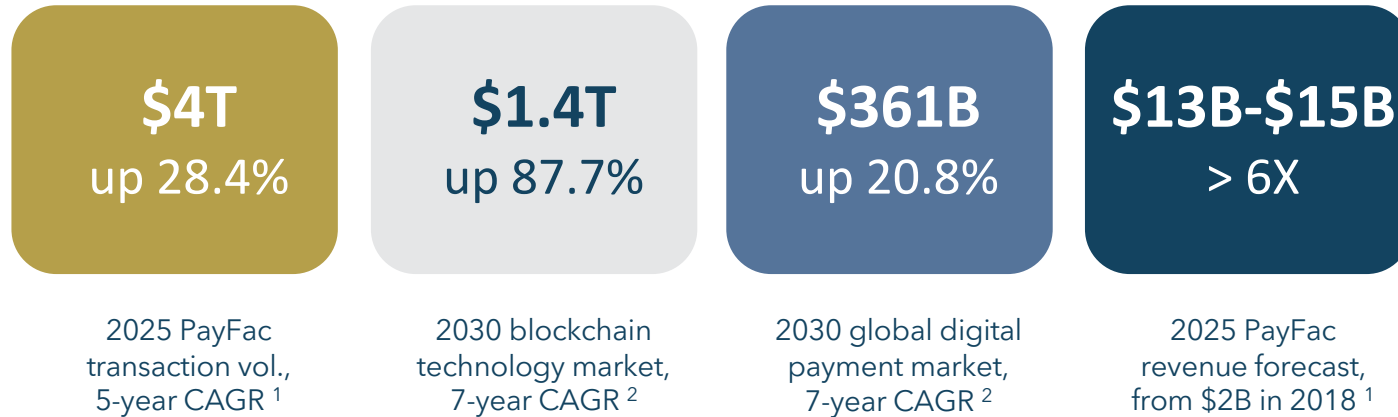 $4T
up 28.4%
2025 PayFac
transaction vol.,
5-year CAGR 1
$1.4T
up 87.7%
2030 blockchain
technology market,
7-year CAGR 2
$361B
up 20.8%
2030 global digital
payment market,
7-year CAGR 2
$13B-$15B
> 6X
2025 PayFac
revenue forecast,
from $2B in 2018 1